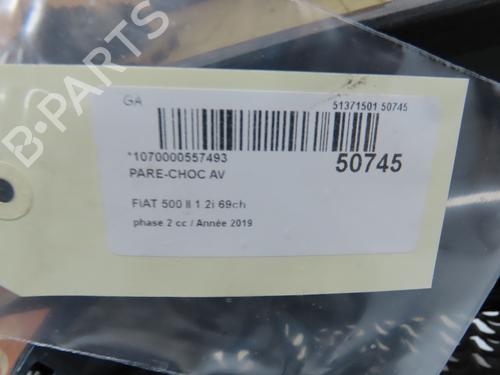 GA
51371501 50745
*1070000557493
50745
PARE-CHOC AV
FIAT 500 II 1.2i 69ch
phase 2 cc / Année 2019
B-PARTS